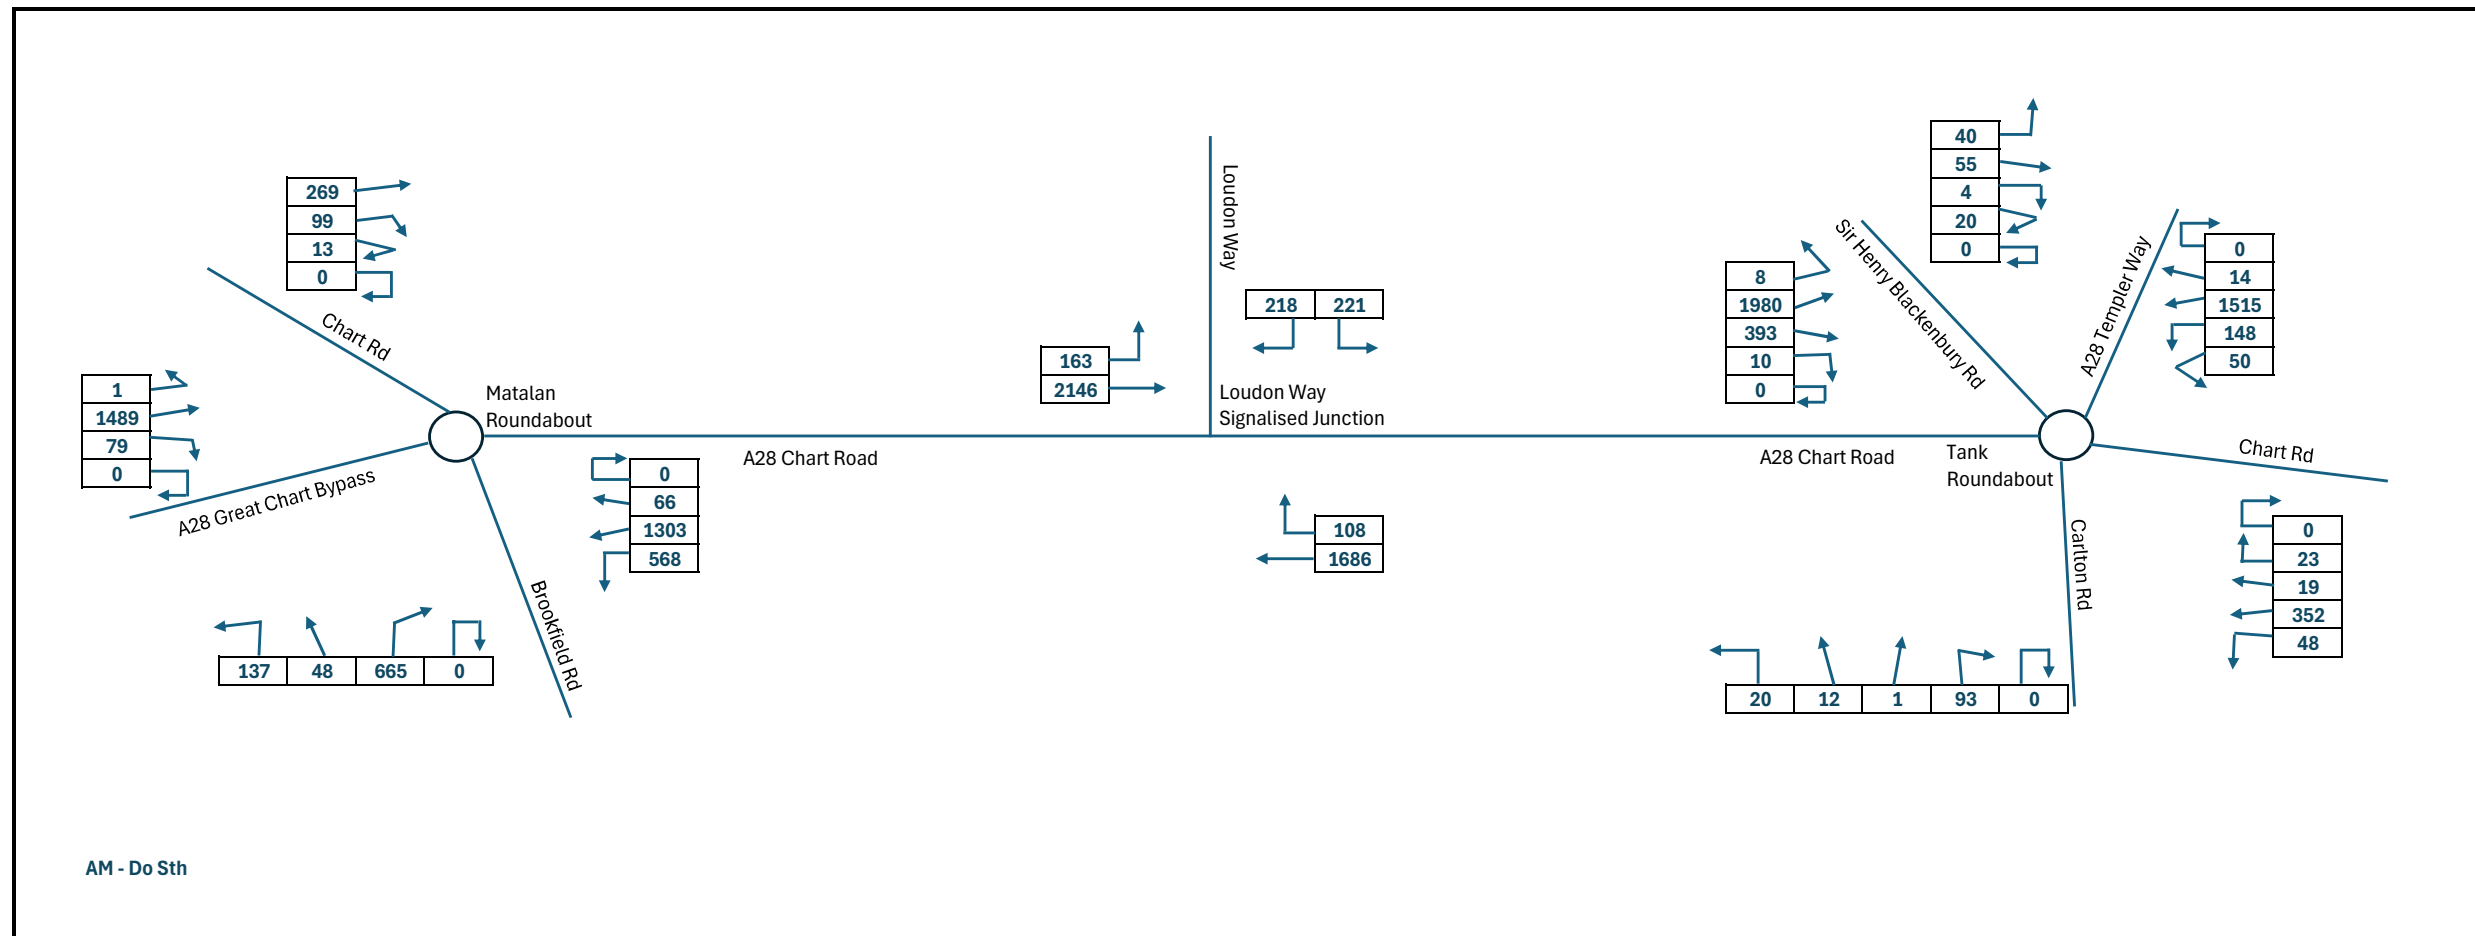 269
99
13
0
Chart Rd
1
1489
79
0
A28 Great Chart Bypass
Matalan
Roundabout
A28 Chart Road
0
66
1303
568
Brookfield Rd
137 48 665 0
163
2146
Loudon Way
218 221
Loudon Way
Signalised Junction
108
1686
8
1980
393
10
0
Sir Henry Blackenbury Rd
40
55
4
20
0
A28 Templer Way
0
14
1515
148
50
A28 Chart Road
Tank
Roundabout
Chart Rd
Carlton Rd
0
23
19
352
48
20 12 1 93 0
AM - Do Sth